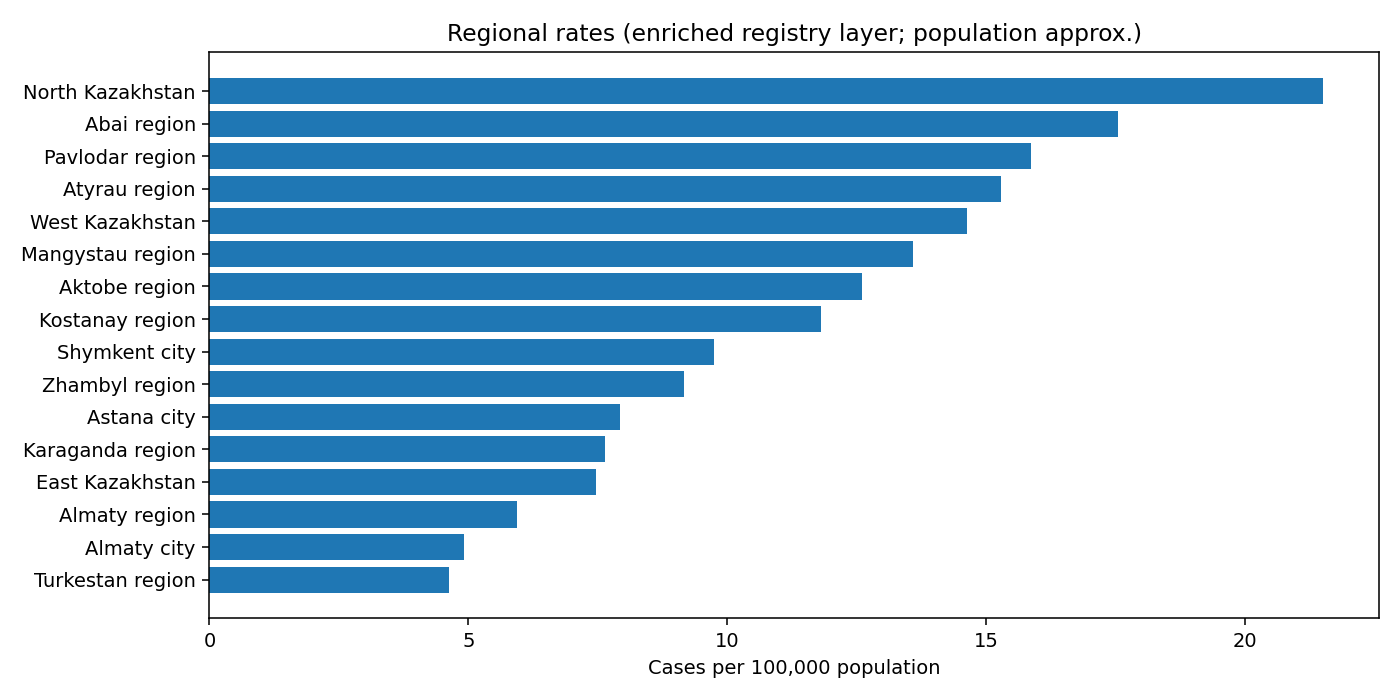 Regional rates (enriched registry layer; population approx.)
North Kazakhstan
Abai region
Pavlodar region
Atyrau region
West Kazakhstan
Mangystau region
Aktobe region
Kostanay region
Shymkent city
Zhambyl region
Astana city
Karaganda region
East Kazakhstan
Almaty region
Almaty city
Turkestan region
0 5 10 15 20
Cases per 100,000 population